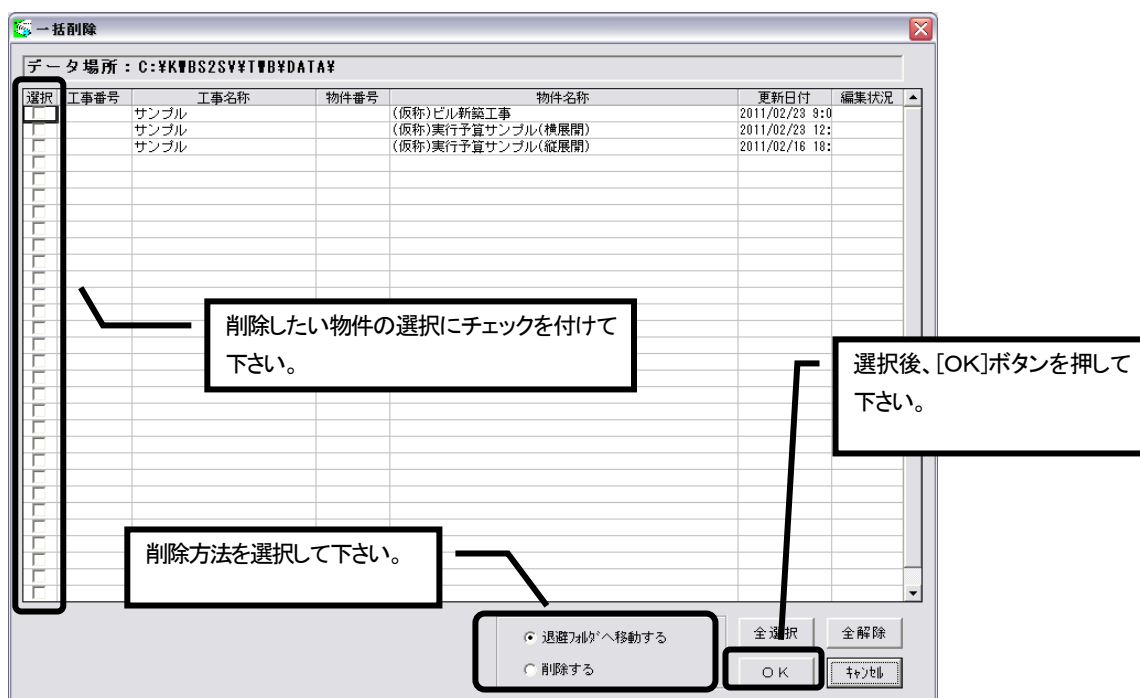 一括削除
データ場所:C:¥KWBS2SV¥TWB¥DATA¥
選択 工事番号 工事名称 物件番号 物件名称 更新日付 編集状況
サンプル (仮称)ビル新築工事 2011/02/23 9:0
サンプル (仮称)実行予算サンプル(横展開) 2011/02/23 12:
サンプル (仮称)実行予算サンプル(縦展開) 2011/02/16 18:
削除したい物件の選択にチェックを付けて
下さい。
選択後、[OK]ボタンを押して
下さい。
削除方法を選択して下さい。
退避フォルダへ移動する
削除する
全選択 全解除
OK キャンセル